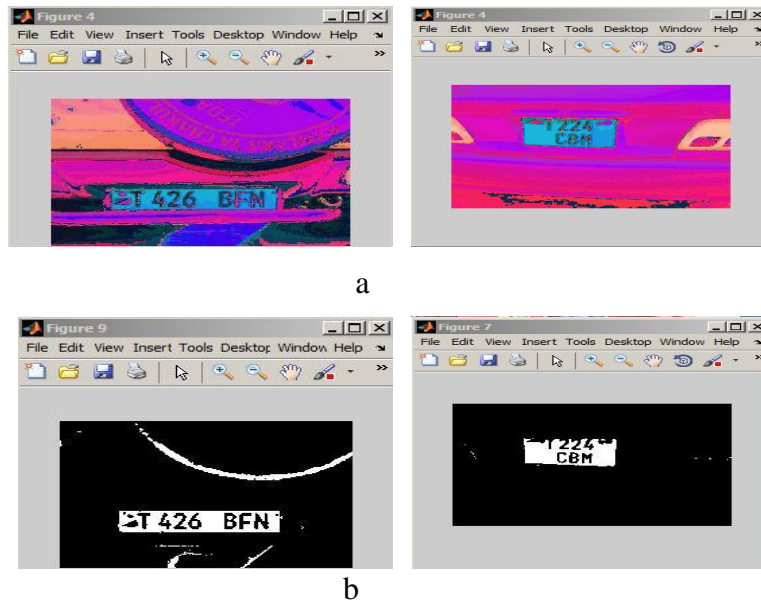 Figure 4
File Edit View Insert Tools Desktop Window Help
T 426 BFN
Figure 4
File Edit View Insert Tools Desktop Window Help
T 224
CBM
a
Figure 9
File Edit View Insert Tools Desktop Window Help
T 426 BFN
Figure 7
File Edit View Insert Tools Desktop Window Help
T 224
CBM
b